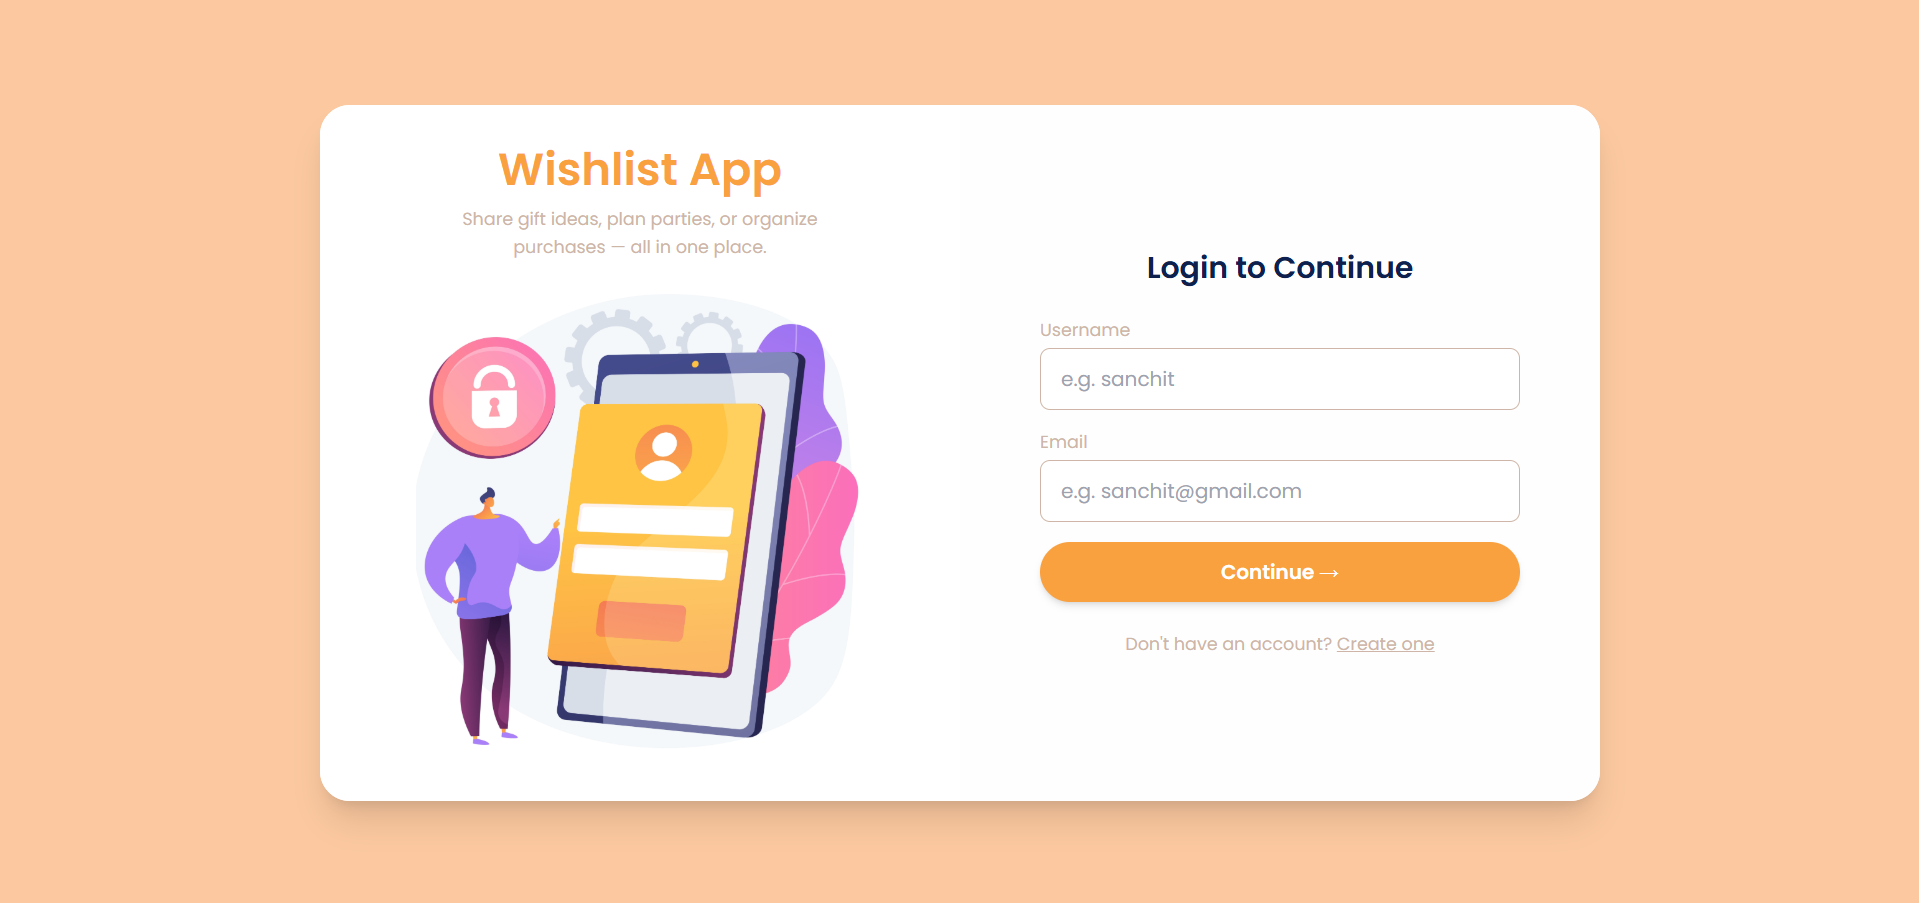 Wishlist App
Share gift ideas, plan parties, or organize
purchases — all in one place.
Login to Continue
Username
e.g. sanchit
Email
e.g. sanchit@gmail.com
Continue →
Don't have an account? Create one